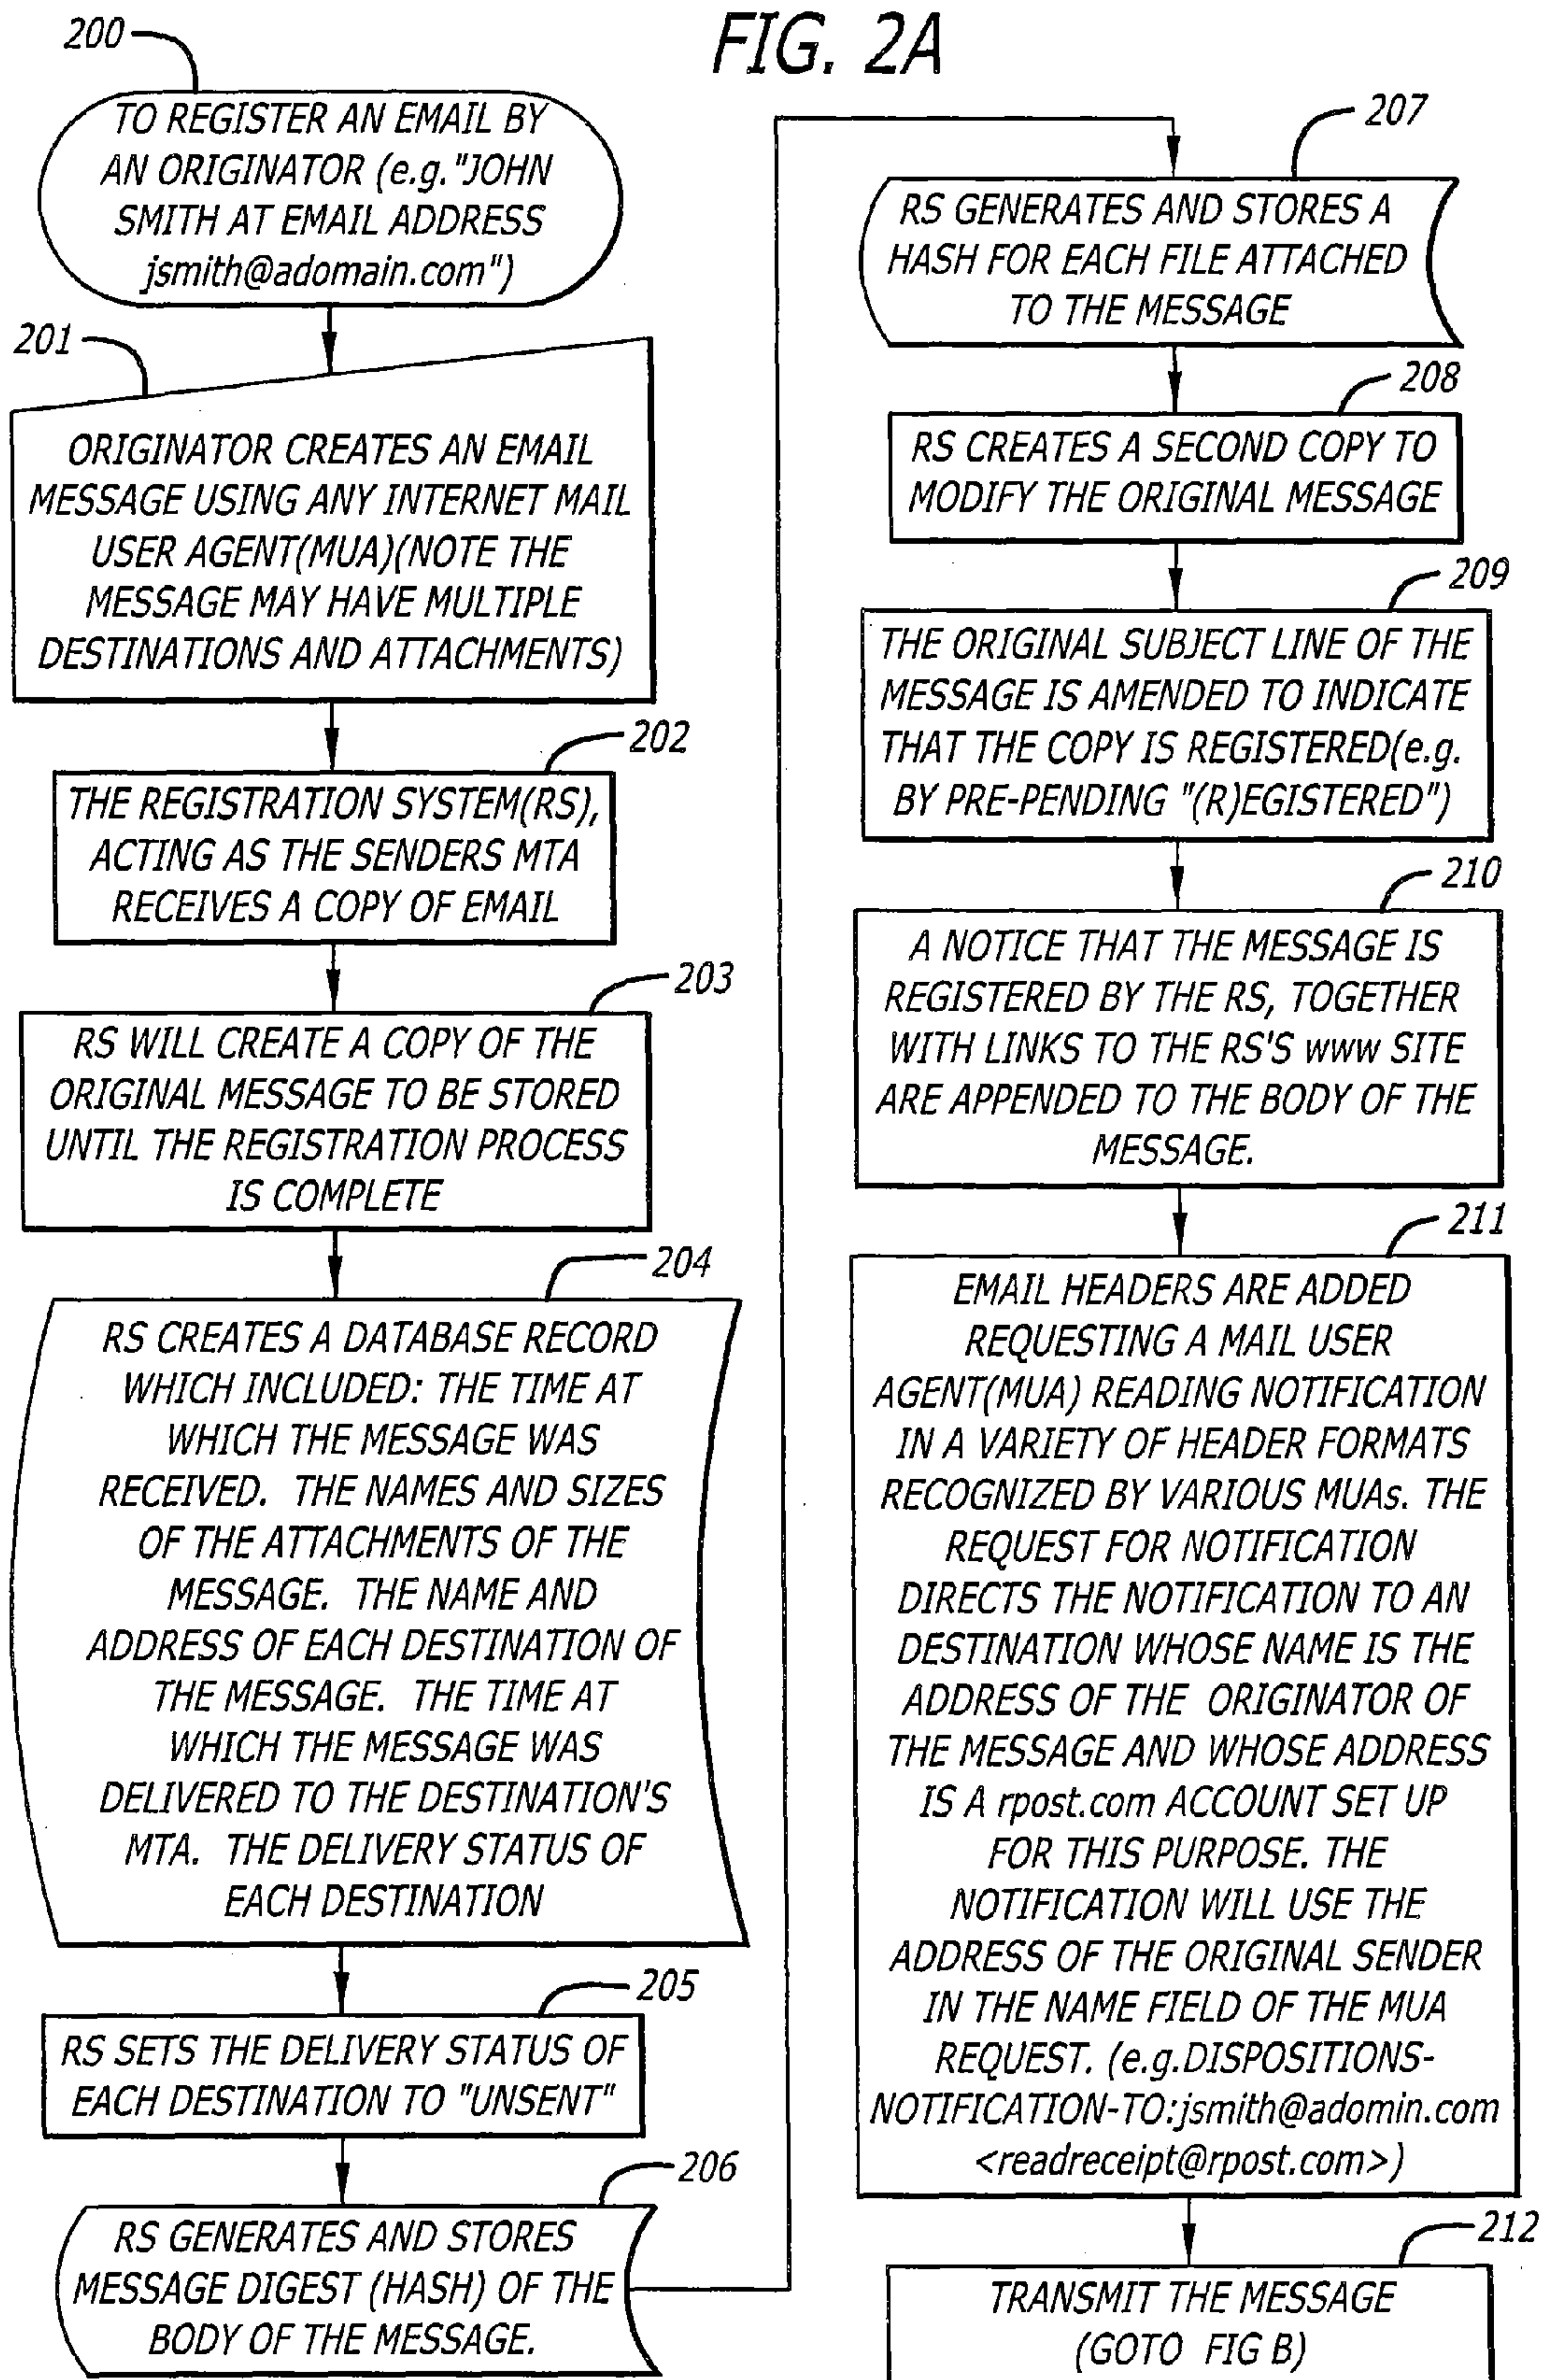 FIG. 2A
200
TO REGISTER AN EMAIL BY
AN ORIGINATOR (e.g."JOHN
SMITH AT EMAIL ADDRESS
jsmith@adomain.com")
201
ORIGINATOR CREATES AN EMAIL
MESSAGE USING ANY INTERNET MAIL
USER AGENT(MUA)(NOTE THE
MESSAGE MAY HAVE MULTIPLE
DESTINATIONS AND ATTACHMENTS)
202
THE REGISTRATION SYSTEM(RS),
ACTING AS THE SENDERS MTA
RECEIVES A COPY OF EMAIL
203
RS WILL CREATE A COPY OF THE
ORIGINAL MESSAGE TO BE STORED
UNTIL THE REGISTRATION PROCESS
IS COMPLETE
204
RS CREATES A DATABASE RECORD
WHICH INCLUDED: THE TIME AT
WHICH THE MESSAGE WAS
RECEIVED. THE NAMES AND SIZES
OF THE ATTACHMENTS OF THE
MESSAGE. THE NAME AND
ADDRESS OF EACH DESTINATION OF
THE MESSAGE. THE TIME AT
WHICH THE MESSAGE WAS
DELIVERED TO THE DESTINATION'S
MTA. THE DELIVERY STATUS OF
EACH DESTINATION
205
RS SETS THE DELIVERY STATUS OF
EACH DESTINATION TO "UNSENT"
206
RS GENERATES AND STORES
MESSAGE DIGEST (HASH) OF THE
BODY OF THE MESSAGE.
207
RS GENERATES AND STORES A
HASH FOR EACH FILE ATTACHED
TO THE MESSAGE
208
RS CREATES A SECOND COPY TO
MODIFY THE ORIGINAL MESSAGE
209
THE ORIGINAL SUBJECT LINE OF THE
MESSAGE IS AMENDED TO INDICATE
THAT THE COPY IS REGISTERED(e.g.
BY PRE-PENDING "(R)EGISTERED")
210
A NOTICE THAT THE MESSAGE IS
REGISTERED BY THE RS, TOGETHER
WITH LINKS TO THE RS'S www SITE
ARE APPENDED TO THE BODY OF THE
MESSAGE.
211
EMAIL HEADERS ARE ADDED
REQUESTING A MAIL USER
AGENT(MUA) READING NOTIFICATION
IN A VARIETY OF HEADER FORMATS
RECOGNIZED BY VARIOUS MUAs. THE
REQUEST FOR NOTIFICATION
DIRECTS THE NOTIFICATION TO AN
DESTINATION WHOSE NAME IS THE
ADDRESS OF THE ORIGINATOR OF
THE MESSAGE AND WHOSE ADDRESS
IS A rpost.com ACCOUNT SET UP
FOR THIS PURPOSE. THE
NOTIFICATION WILL USE THE
ADDRESS OF THE ORIGINAL SENDER
IN THE NAME FIELD OF THE MUA
REQUEST. (e.g.DISPOSITIONS-
NOTIFICATION-TO:jsmith@adomin.com
<readreceipt@rpost.com>)
212
TRANSMIT THE MESSAGE
(GOTO FIG B)